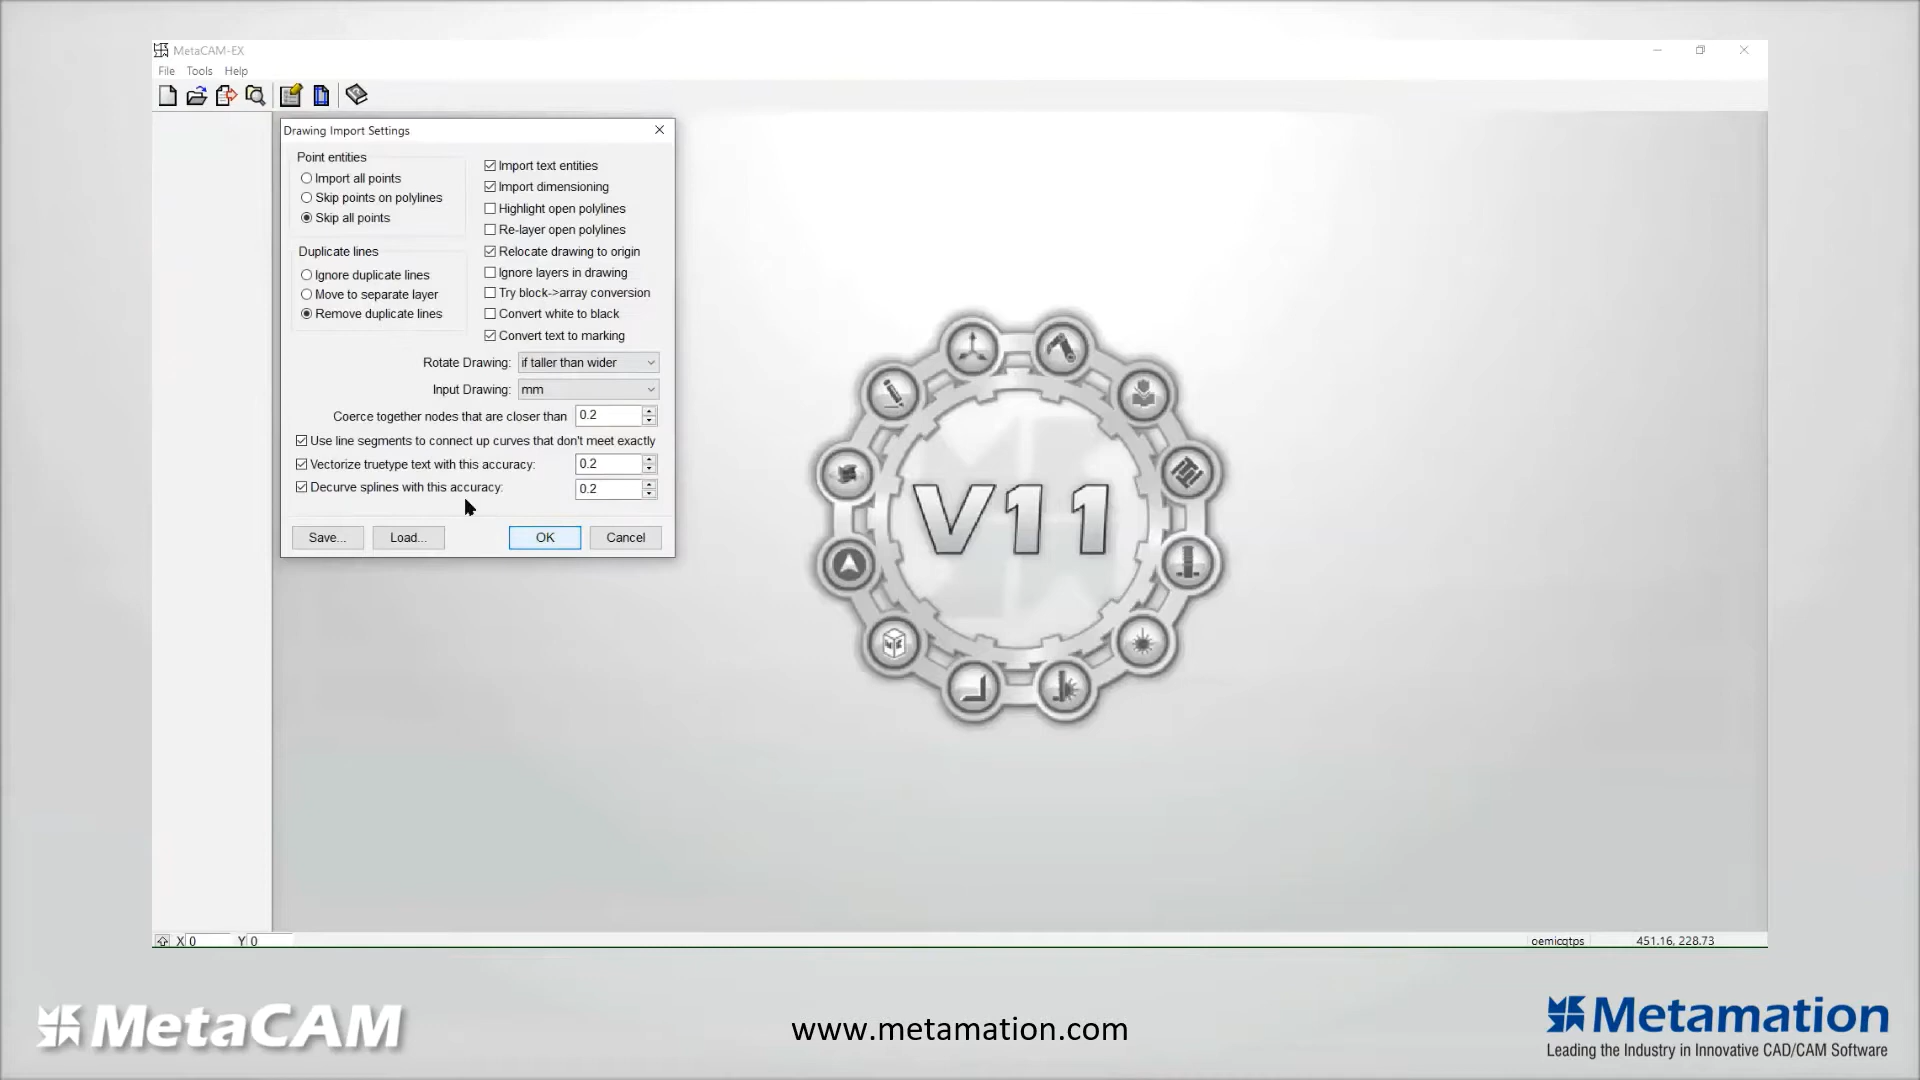 MetaCAM-EX
File Tools Help
Drawing Import Settings
Point entities
Import all points
Skip points on polylines
Skip all points
Duplicate lines
Ignore duplicate lines
Move to separate layer
Remove duplicate lines
Import text entities
Import dimensioning
Highlight open polylines
Re-layer open polylines
Relocate drawing to origin
Ignore layers in drawing
Try block->array conversion
Convert white to black
Convert text to marking
Rotate Drawing: if taller than wider
Input Drawing: mm
Coerce together nodes that are closer than 0.2
Use line segments to connect up curves that don't meet exactly
Vectorize truetype text with this accuracy: 0.2
Decurve splines with this accuracy: 0.2
Save... Load... OK Cancel
V11
X 0 Y 0 oemicqtps 451.16, 228.73
MetaCAM
www.metamation.com
Metamation
Leading the Industry in Innovative CAD/CAM Software